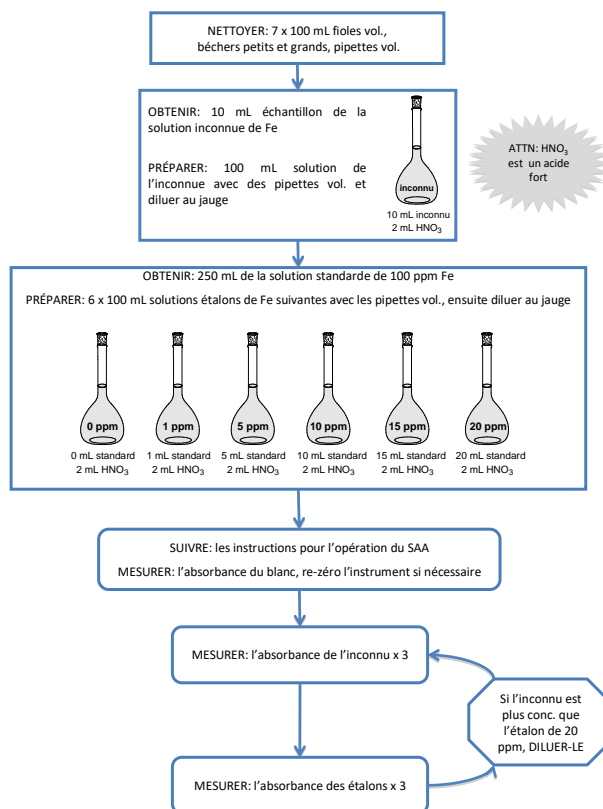 NETTOYER: 7 x 100 mL fioles vol.,
béchers petits et grands, pipettes vol.
OBTENIR: 10 mL échantillon de la
solution inconnue de Fe
PRÉPARER: 100 mL solution de
l'inconnue avec des pipettes vol. et
diluer au jauge
inconnu
10 mL inconnu
2 mL HNO₃
ATTN: HNO₃
est un acide
fort
OBTENIR: 250 mL de la solution standarde de 100 ppm Fe
PRÉPARER: 6 x 100 mL solutions étalons de Fe suivantes avec les pipettes vol., ensuite diluer au jauge
0 ppm 1 ppm 5 ppm 10 ppm 15 ppm 20 ppm
0 mL standard 1 mL standard 5 mL standard 10 mL standard 15 mL standard 20 mL standard
2 mL HNO₃ 2 mL HNO₃ 2 mL HNO₃ 2 mL HNO₃ 2 mL HNO₃ 2 mL HNO₃
SUIVRE: les instructions pour l'opération du SAA
MESURER: l'absorbance du blanc, re-zéro l'instrument si nécessaire
MESURER: l'absorbance de l'inconnu x 3
Si l'inconnu est
plus conc. que
l'étalon de 20
ppm, DILUER-LE
MESURER: l'absorbance des étalons x 3